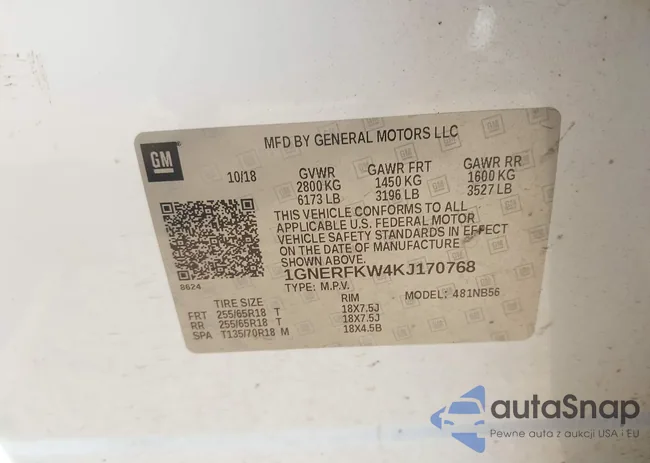 GM
MFD BY GENERAL MOTORS LLC
10/18
GVWR GAWR FRT GAWR RR
2800 KG 1450 KG 1600 KG
6173 LB 3196 LB 3527 LB
THIS VEHICLE CONFORMS TO ALL
APPLICABLE U.S. FEDERAL MOTOR
VEHICLE SAFETY STANDARDS IN EFFECT
ON THE DATE OF MANUFACTURE
SHOWN ABOVE.
8624
1GNERFKW4KJ170768
TYPE: M.P.V. MODEL: 481NB56
TIRE SIZE RIM
FRT 255/65R18 T 18X7.5J
RR 255/65R18 T 18X7.5J
SPA T135/70R18 M 18X4.5B
autoSnap
Pewne auta z aukcji USA i EU